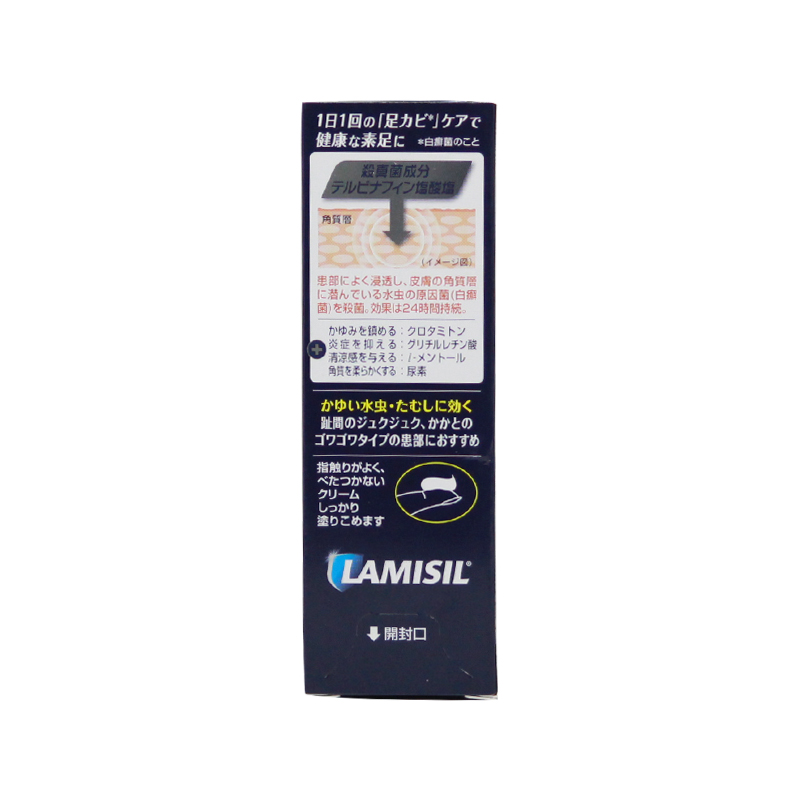 1日1回の「足カビ*」ケアで
健康な素足に *白癬菌のこと
殺真菌成分
テルビナフィン塩酸塩
角質層
(イメージ図)
患部によく浸透し、皮膚の角質層
に潜んでいる水虫の原因菌(白癬
菌)を殺菌。効果は24時間持続。
+
かゆみを鎮める:クロタミトン
炎症を抑える:グリチルレチン酸
清涼感を与える:l-メントール
角質を柔らかくする:尿素
かゆい水虫・たむしに効く
趾間のジュクジュク、かかとの
ゴワゴワタイプの患部におすすめ
指触りがよく、
べたつかない
クリーム
しっかり
塗りこめます
LAMISIL®
開封口